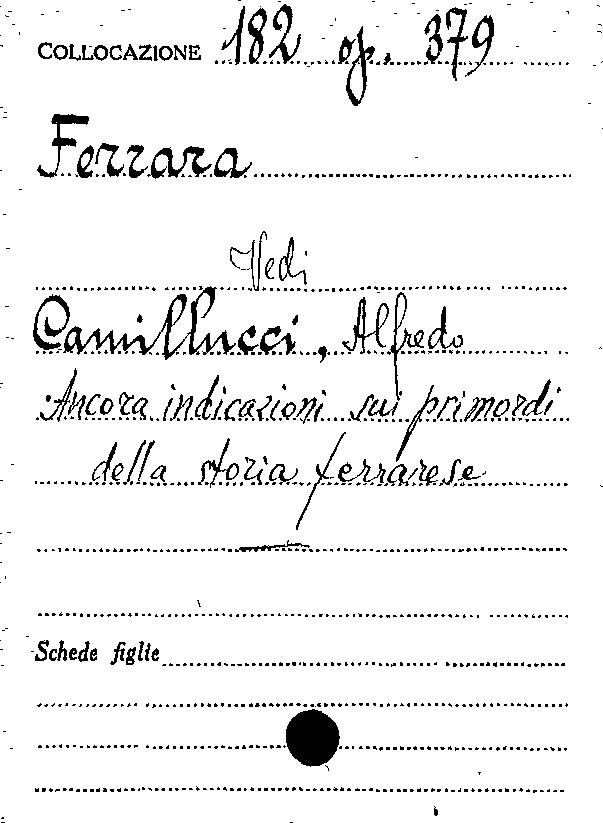 COLLOCAZIONE 182 op. 379
Ferrara
Vedi
Camillucci, Alfredo
Ancora indicazioni sui primordi
della storia ferrarese
Schede figlie